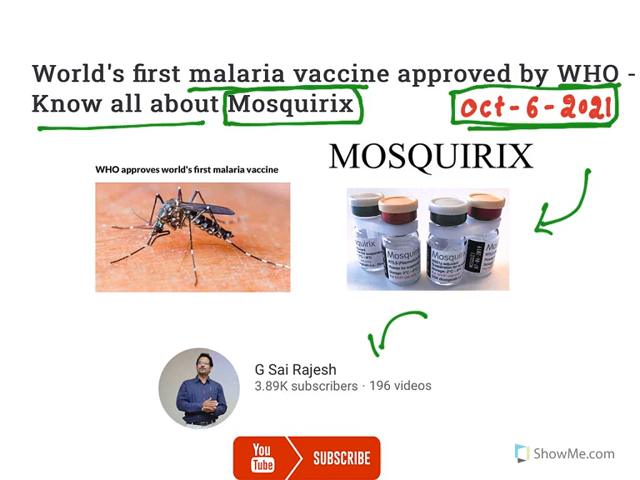 World's first malaria vaccine approved by WHO -
Know all about Mosquirix
Oct-6-2021
MOSQUIRIX
WHO approves world's first malaria vaccine
Mosquirix
G Sai Rajesh
3.89K subscribers · 196 videos
You
Tube
SUBSCRIBE
ShowMe.com